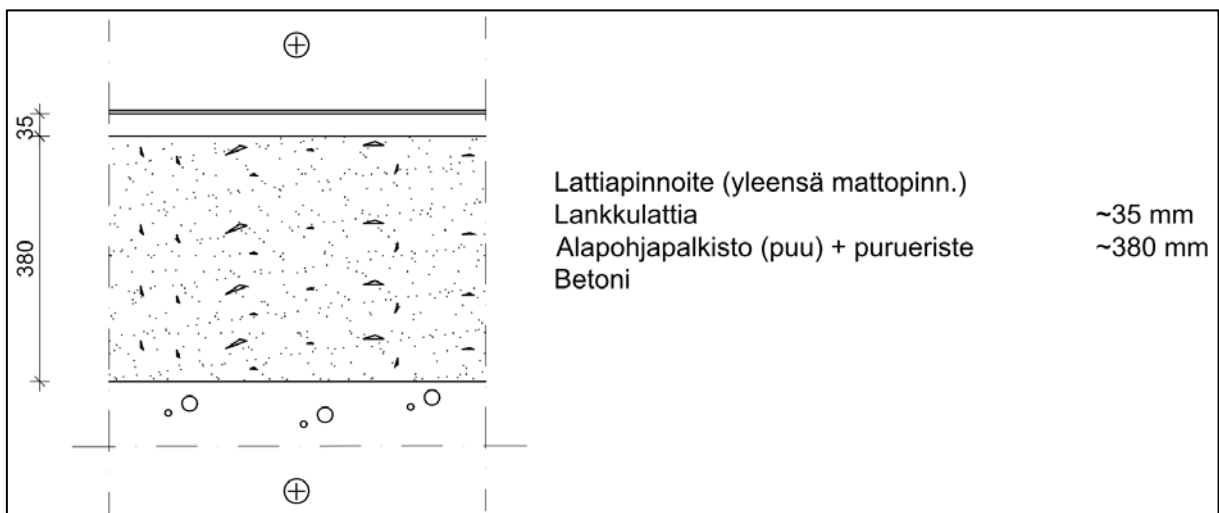 35
380
Lattiapinnoite (yleensä mattopinn.)
Lankkulattia ~35 mm
Alapohjapalkisto (puu) + purueriste ~380 mm
Betoni